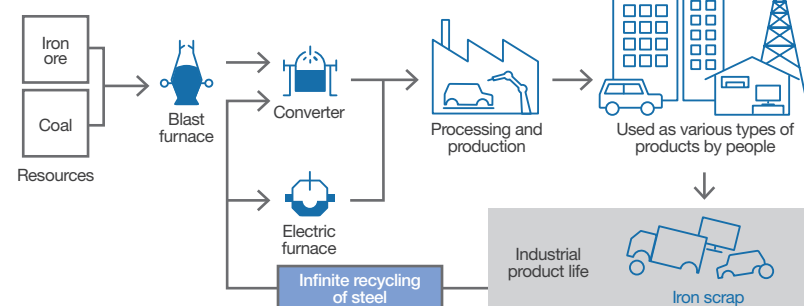 Iron
ore
Coal
Resources
Blast
furnace
Converter
Electric
furnace
Processing and
production
Used as various types of
products by people
Industrial
product life
Iron scrap
Infinite recycling
of steel